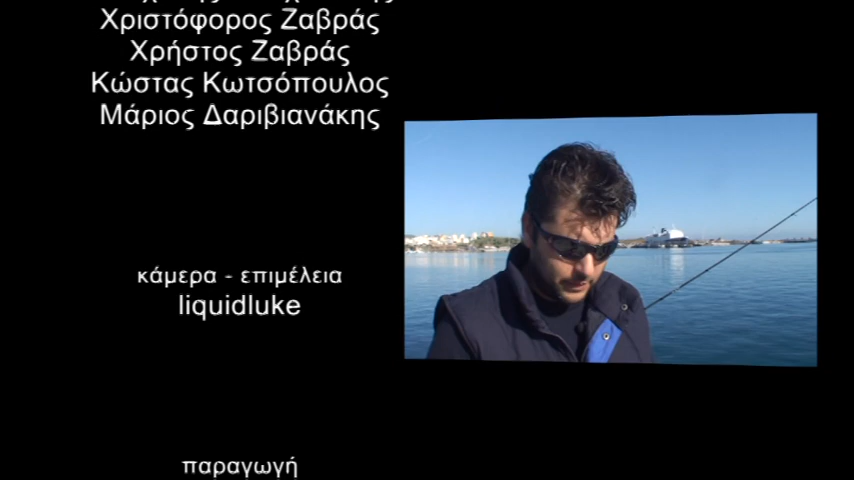 Χριστόφορος Ζαβράς
Χρήστος Ζαβράς
Κώστας Κωτσόπουλος
Μάριος Δαριβιανάκης
κάμερα - επιμέλεια
liquidluke
παραγωγή